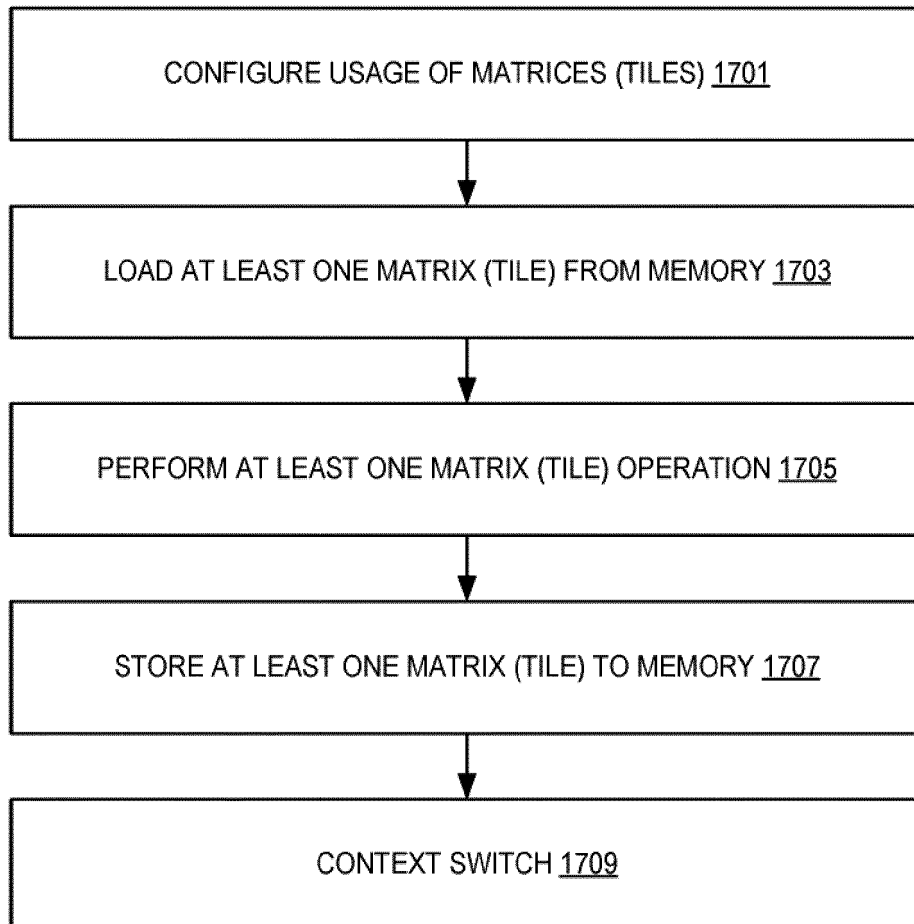 CONFIGURE USAGE OF MATRICES (TILES) 1701
LOAD AT LEAST ONE MATRIX (TILE) FROM MEMORY 1703
PERFORM AT LEAST ONE MATRIX (TILE) OPERATION 1705
STORE AT LEAST ONE MATRIX (TILE) TO MEMORY 1707
CONTEXT SWITCH 1709